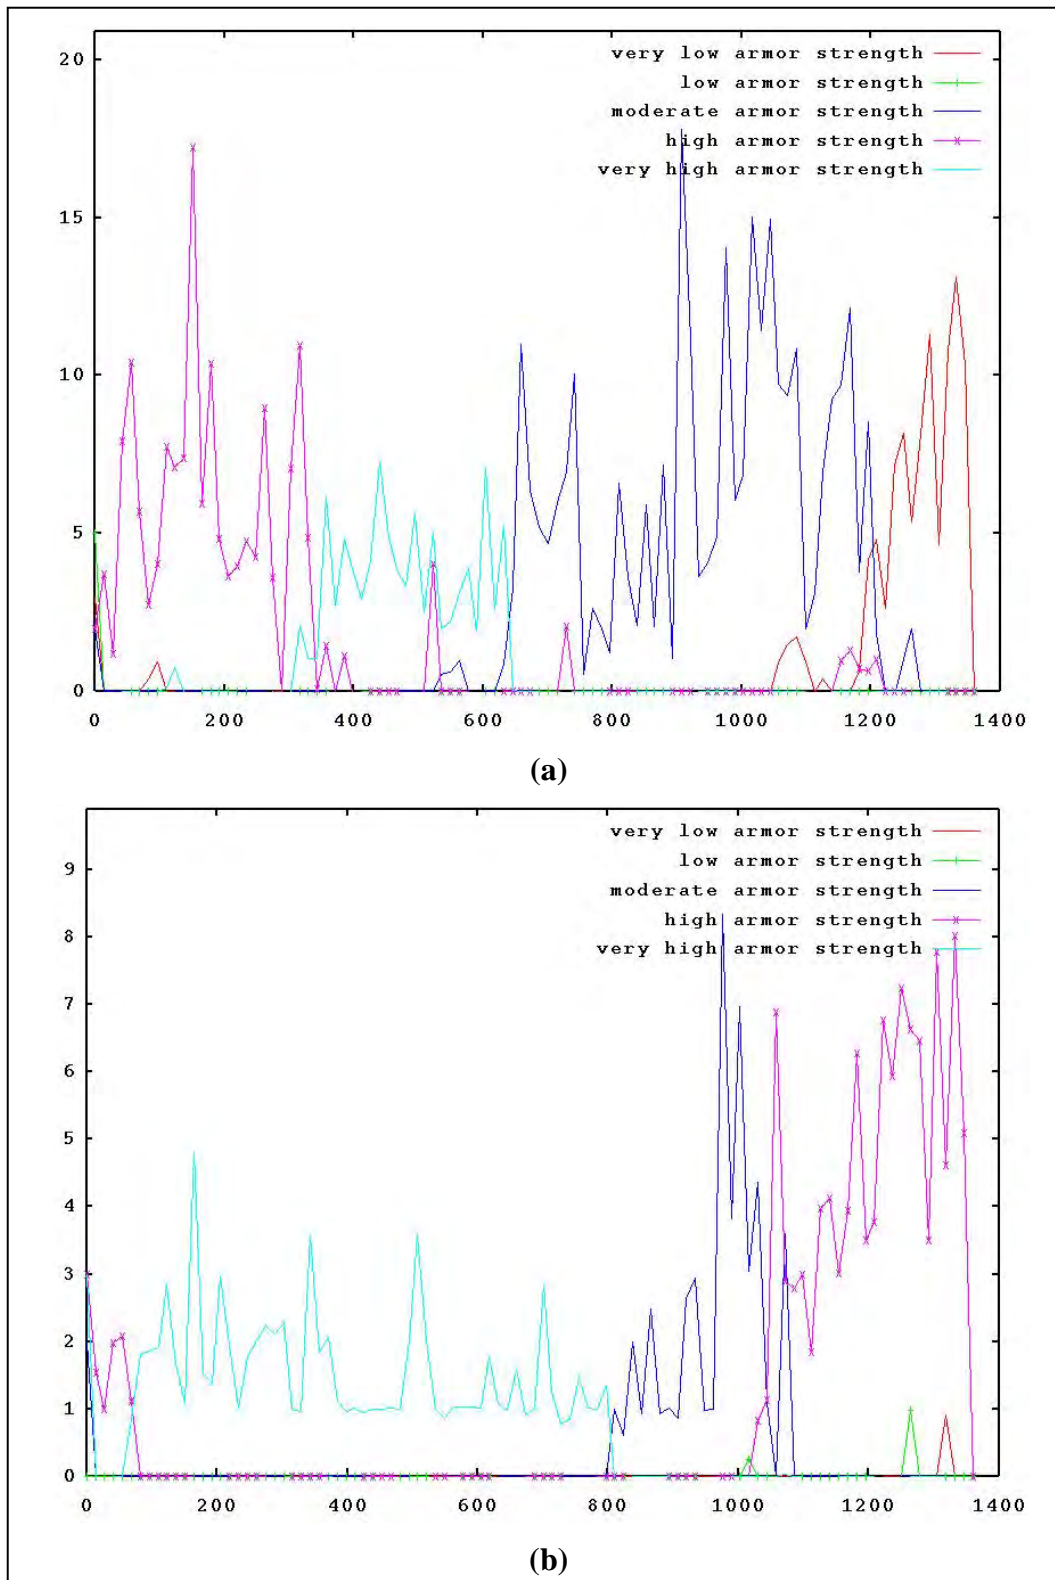 20
very low armor strength
low armor strength
moderate armor strength
high armor strength
very high armor strength
15
10
5
0
0 200 400 600 800 1000 1200 1400
(a)
very low armor strength
9
low armor strength
moderate armor strength
high armor strength
8
very high armor strength
7
6
5
4
3
2
1
0
0 200 400 600 800 1000 1200 1400
(b)